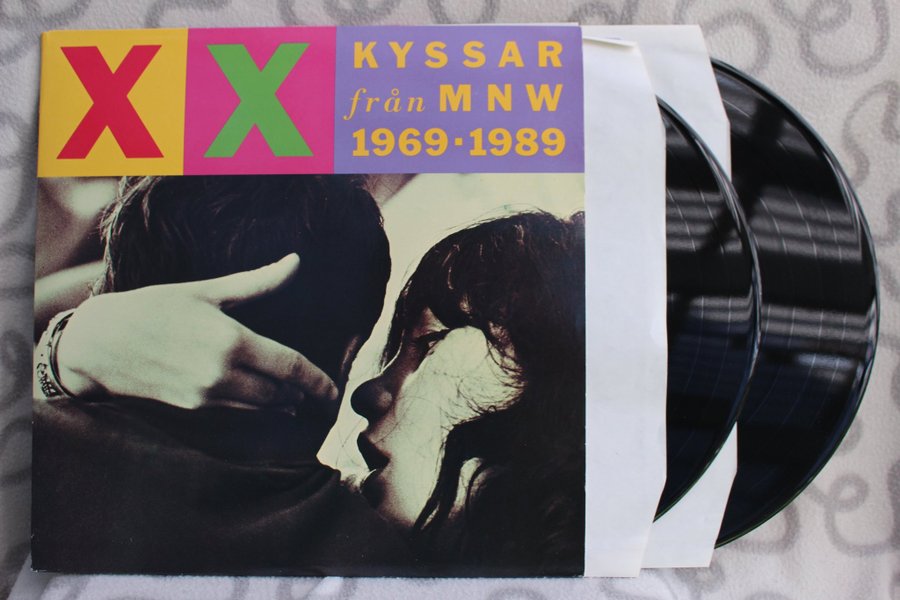 XX KYSSAR
från MNW
1969·1989